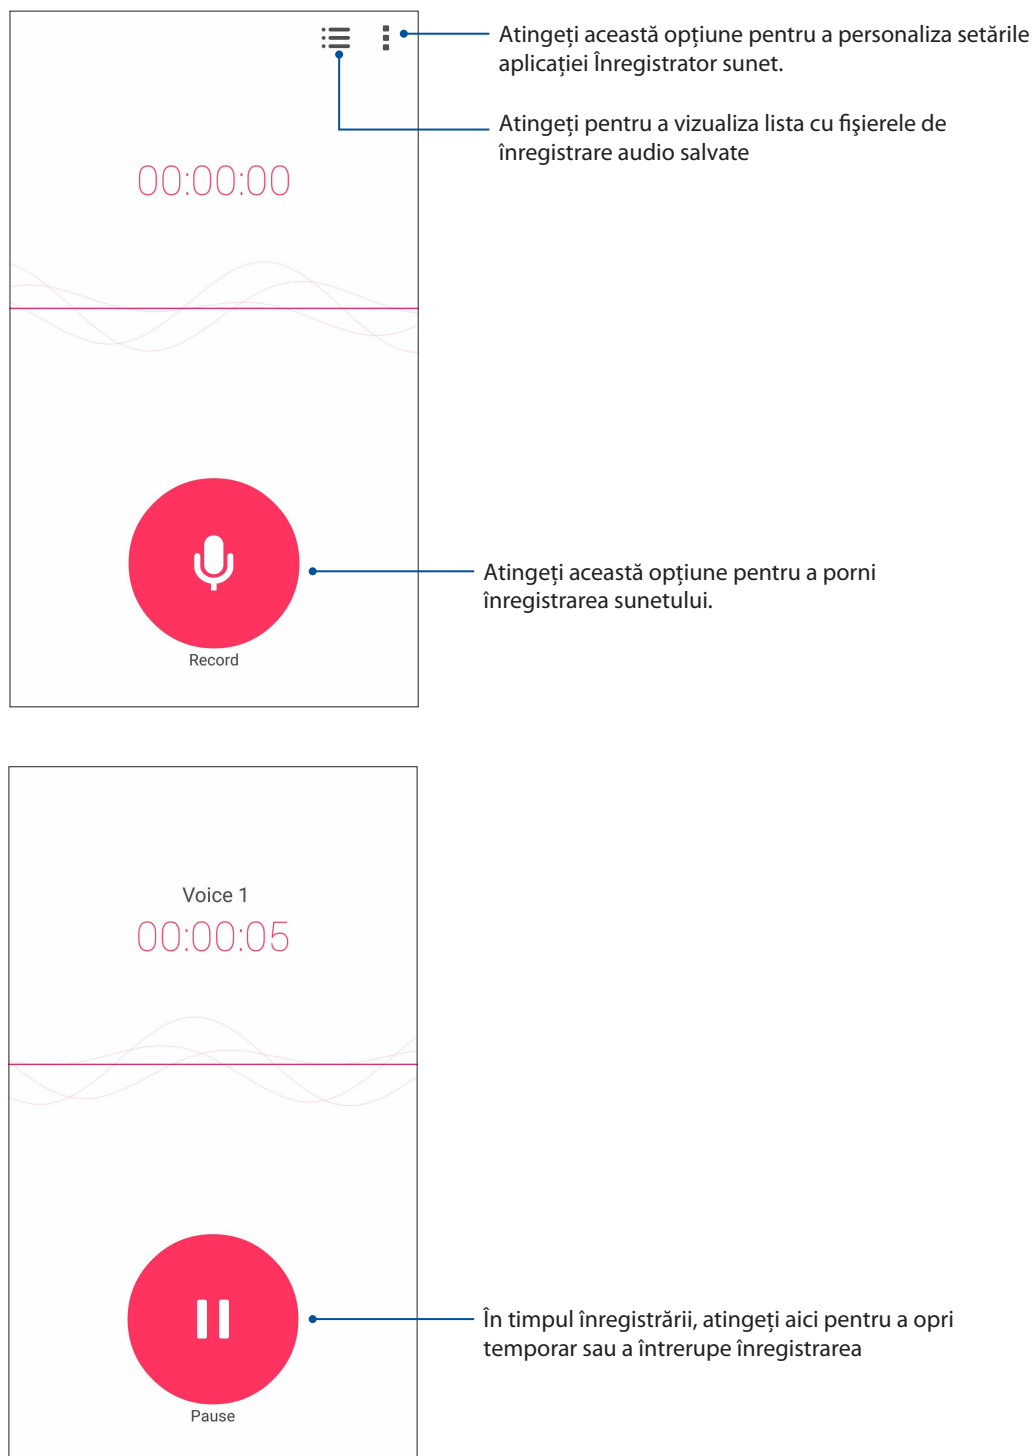 Atingeți această opțiune pentru a personaliza setările
aplicației Înregistrator sunet.
Atingeți pentru a vizualiza lista cu fişierele de
înregistrare audio salvate
00:00:00
Atingeți această opțiune pentru a porni
înregistrarea sunetului.
Record
Voice 1
00:00:05
În timpul înregistrării, atingeți aici pentru a opri
temporar sau a întrerupe înregistrarea
Pause